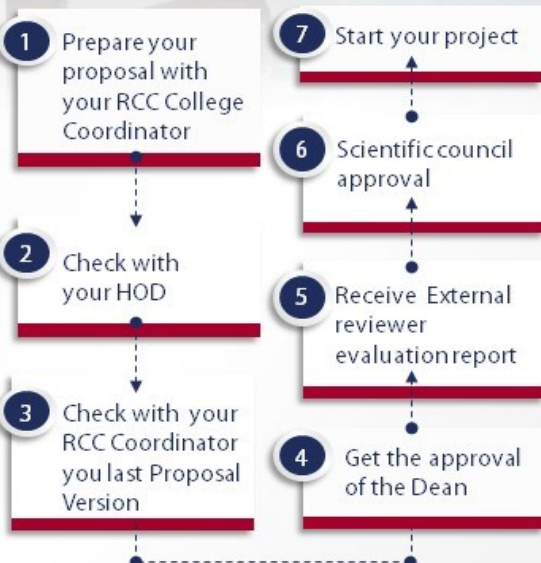 1
Prepare your
proposal with
your RCC College
Coordinator
2
Check with
your HOD
3
Check with your
RCC Coordinator
you last Proposal
Version
4
Get the approval
of the Dean
5
Receive External
reviewer
evaluation report
6
Scientific council
approval
7
Start your project